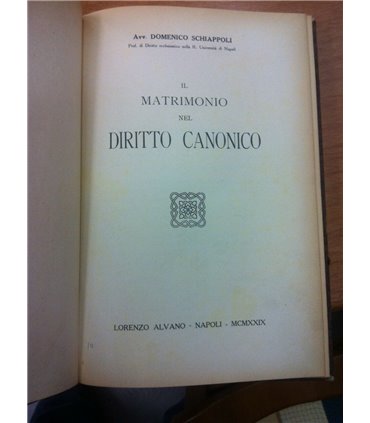 Avv. DOMENICO SCHIAPPOLI
Prof. di Diritto ecclesiastico nella R. Università di Napoli
IL
MATRIMONIO
NEL
DIRITTO CANONICO
LORENZO ALVANO - NAPOLI - MCMXXIX